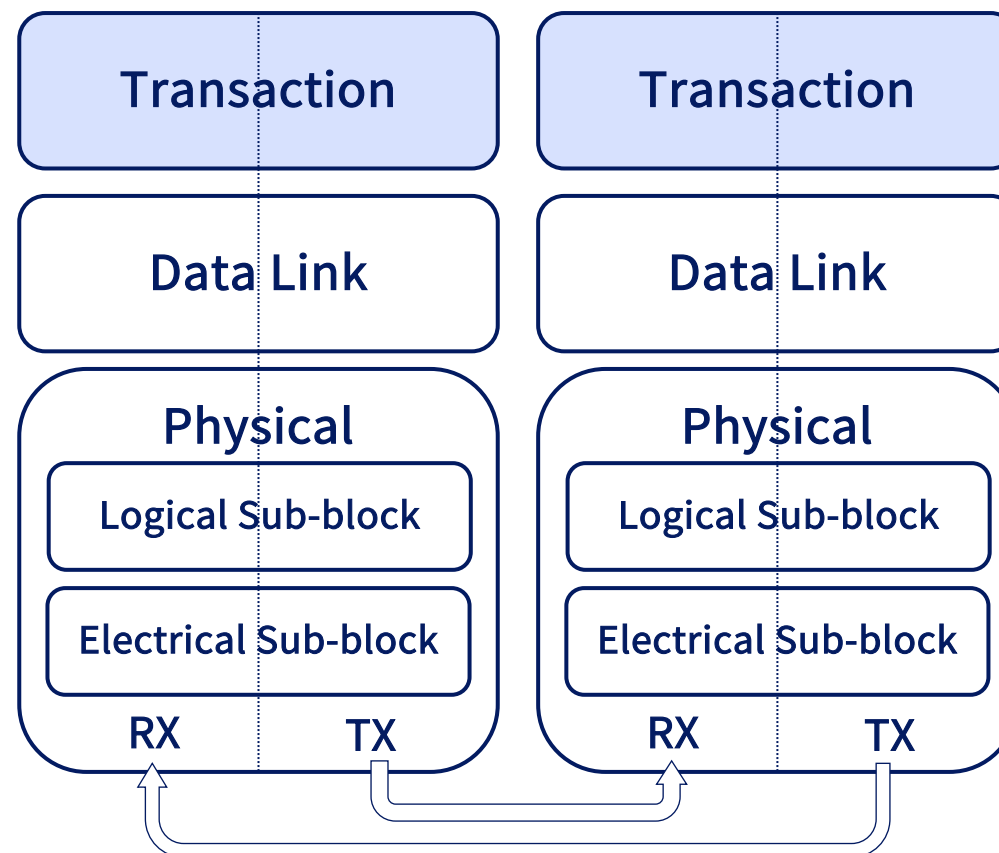 Transaction
Data Link
Physical
Logical Sub-block
Electrical Sub-block
RX TX
Transaction
Data Link
Physical
Logical Sub-block
Electrical Sub-block
RX TX